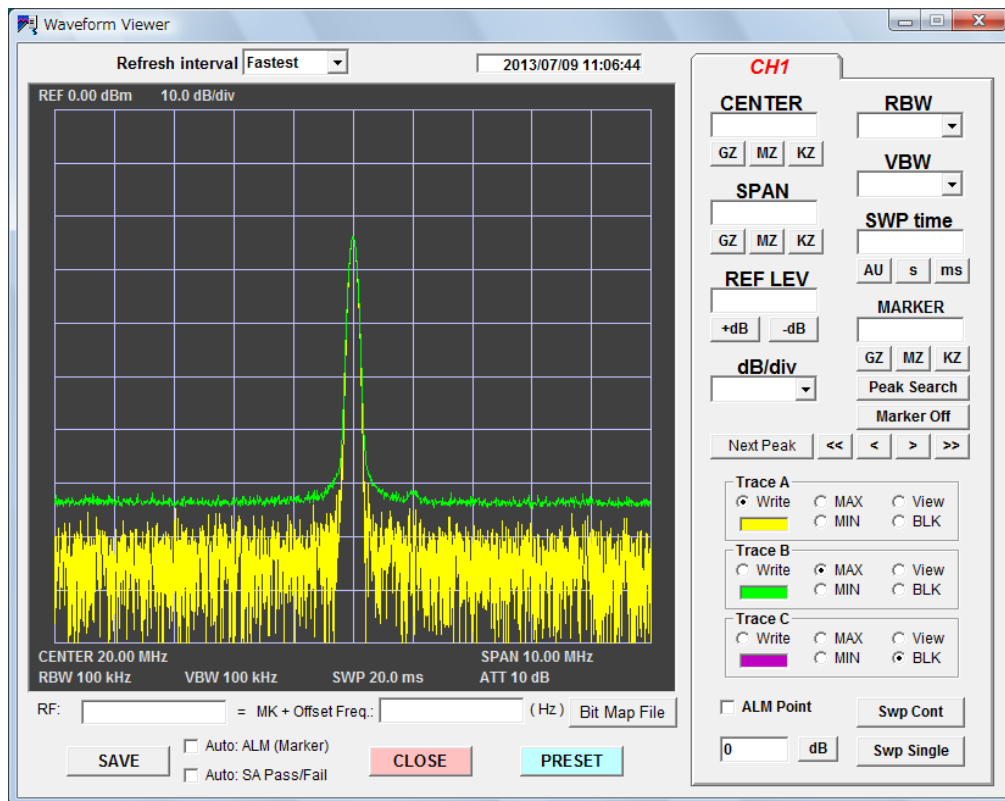 Waveform Viewer
Refresh interval Fastest
2013/07/09 11:06:44
REF 0.00 dBm 10.0 dB/div
CENTER 20.00 MHz SPAN 10.00 MHz
RBW 100 kHz VBW 100 kHz SWP 20.0 ms ATT 10 dB
RF: = MK + Offset Freq.: ( Hz ) Bit Map File
SAVE
Auto: ALM (Marker)
Auto: SA Pass/Fail
CLOSE
PRESET
CH1
CENTER
GZ MZ KZ
SPAN
GZ MZ KZ
REF LEV
+dB -dB
dB/div
RBW
VBW
SWP time
AU s ms
MARKER
GZ MZ KZ
Peak Search
Marker Off
Next Peak << < > >>
Trace A
Write MAX View
MIN BLK
Trace B
Write MAX View
MIN BLK
Trace C
Write MAX View
MIN BLK
ALM Point
0 dB
Swp Cont
Swp Single